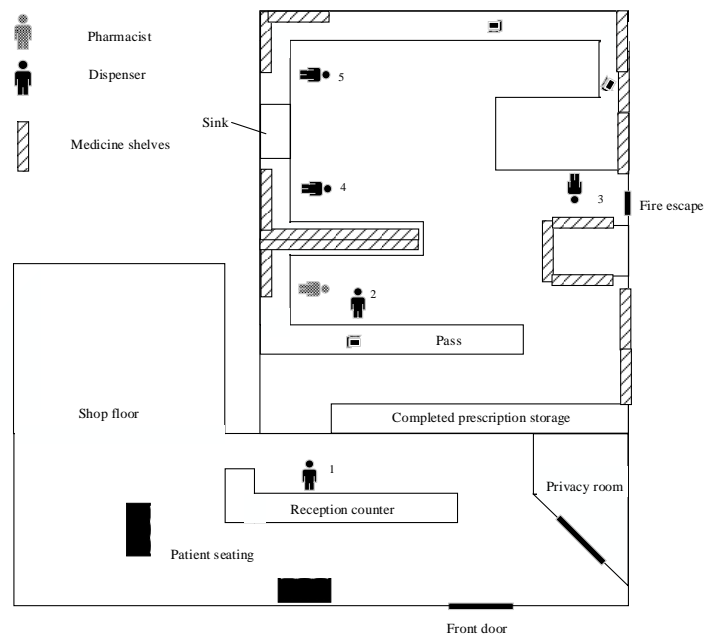 Pharmacist
Dispenser
5
Sink
Medicine shelves
4
3
Fire escape
2
Pass
Shop floor
Completed prescription storage
1
Privacy room
Reception counter
Patient seating
Front door